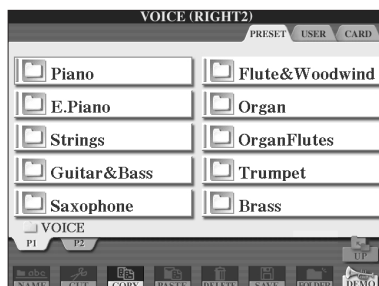 VOICE (RIGHT2)
PRESET USER CARD
Piano
Flute&Woodwind
E.Piano
Organ
Strings
OrganFlutes
Guitar&Bass
Trumpet
Saxophone
Brass
VOICE
P1 P2
UP
abc
NAME CUT COPY PASTE DELETE SAVE FOLDER DEMO